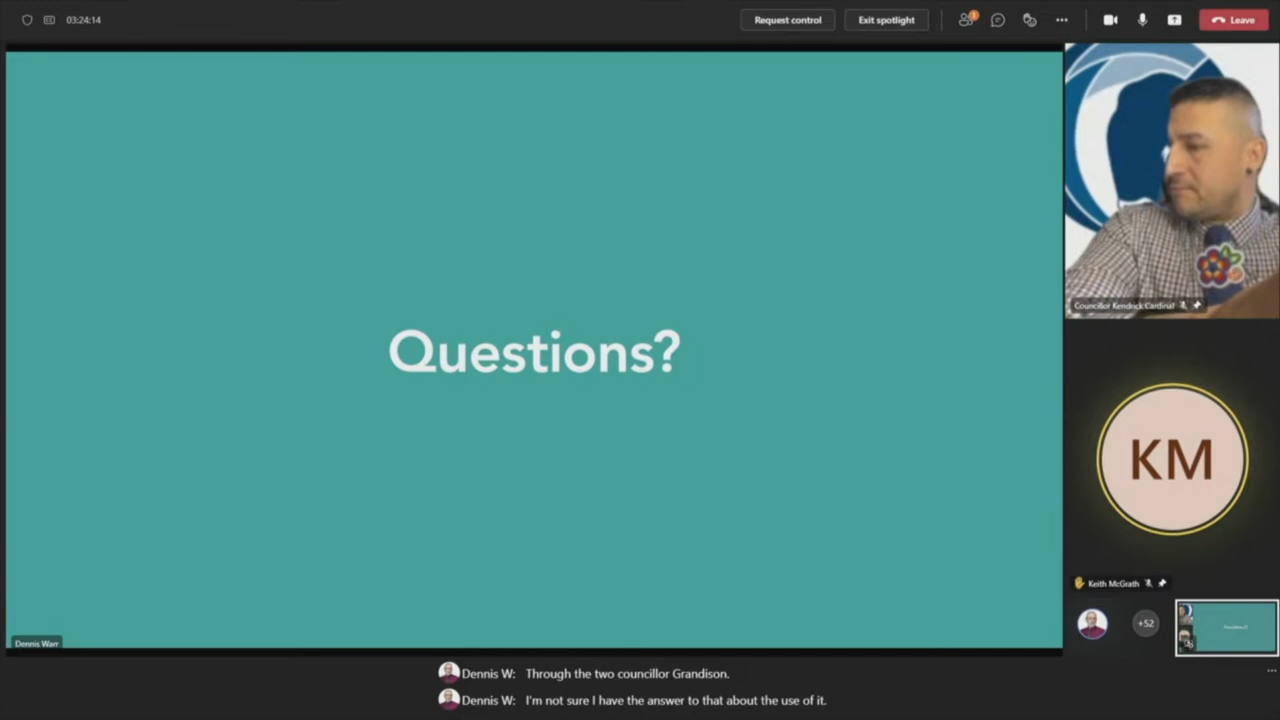 03:24:14
Request control
Exit spotlight
1
Leave
Questions?
Councillor Kendrick Cardinal
KM
Keith McGrath
+52
Dennis Warr
Dennis W: Through the two councillor Grandison.
Dennis W: I'm not sure I have the answer to that about the use of it.